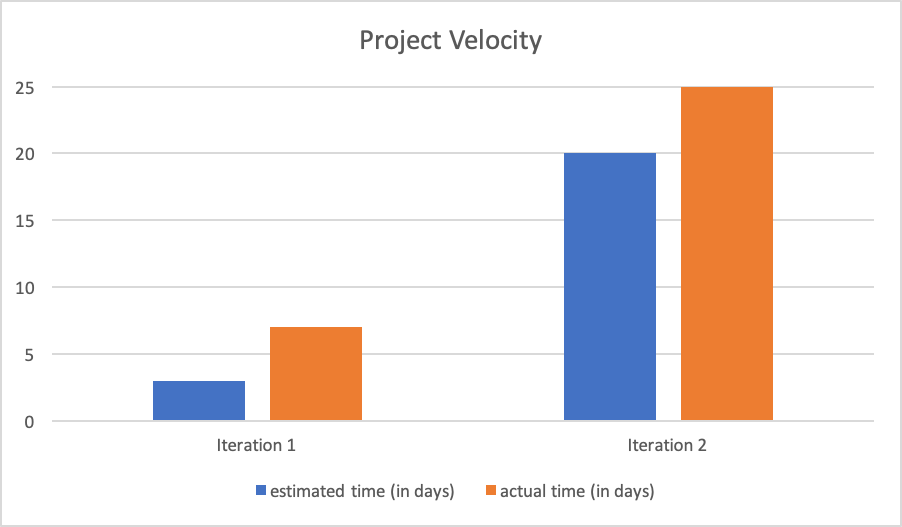 Project Velocity
25
20
15
10
5
0
Iteration 1 Iteration 2
estimated time (in days) actual time (in days)